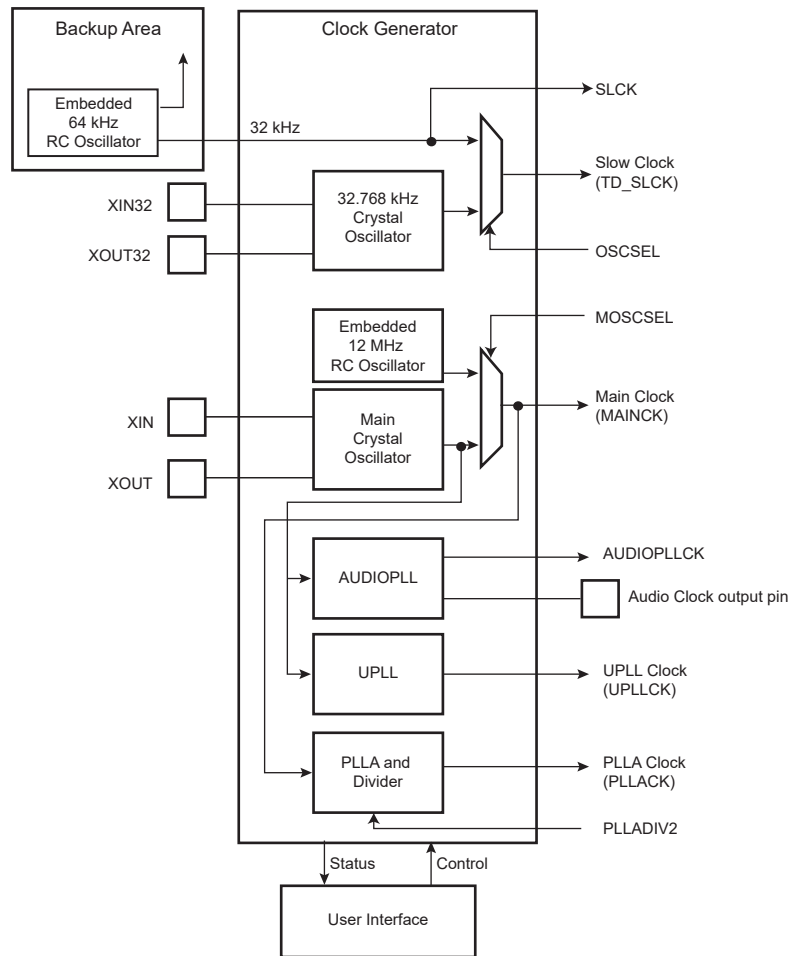 Backup Area
Clock Generator
Embedded
64 kHz
RC Oscillator
32 kHz
SLCK
Slow Clock
(TD_SLCK)
XIN32
XOUT32
32.768 kHz
Crystal
Oscillator
OSCSEL
MOSCSEL
Embedded
12 MHz
RC Oscillator
Main Clock
(MAINCK)
XIN
XOUT
Main
Crystal
Oscillator
AUDIOPLL
AUDIOPLLCK
Audio Clock output pin
UPLL
UPLL Clock
(UPLLCK)
PLLA and
Divider
PLLA Clock
(PLLACK)
PLLADIV2
Status
Control
User Interface